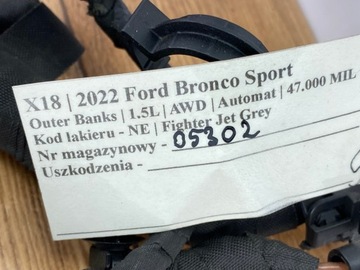 X18 | 2022 Ford Bronco Sport
Outer Banks | 1.5L | AWD | Automat | 47.000 MIL
Kod lakieru - NE | Fighter Jet Grey
Nr magazynowy - 05302
Uszkodzenia -